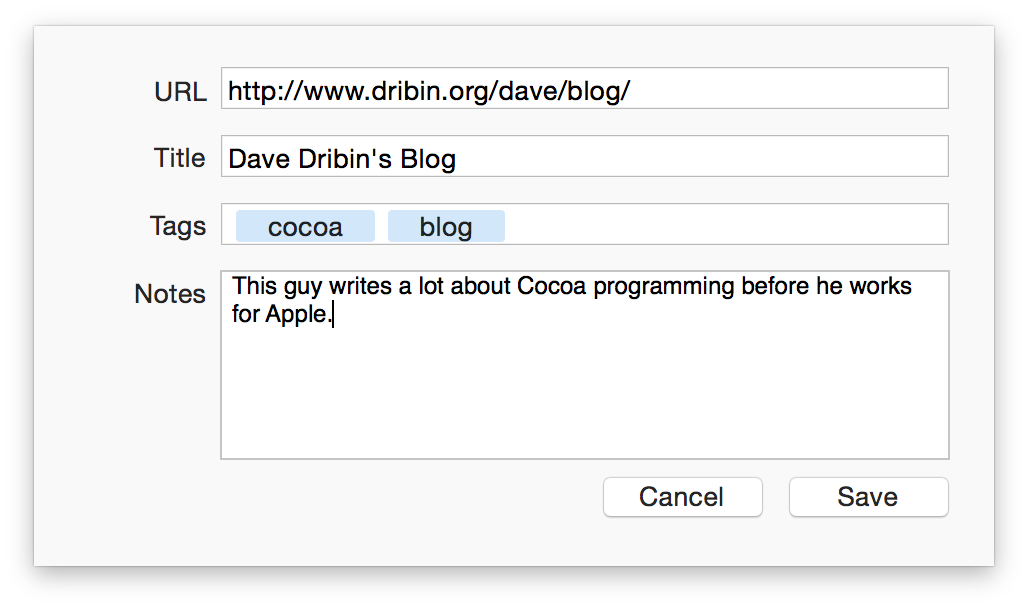 URL http://www.dribin.org/dave/blog/
Title Dave Dribin's Blog
Tags cocoa blog
Notes This guy writes a lot about Cocoa programming before he works
for Apple.
Cancel Save